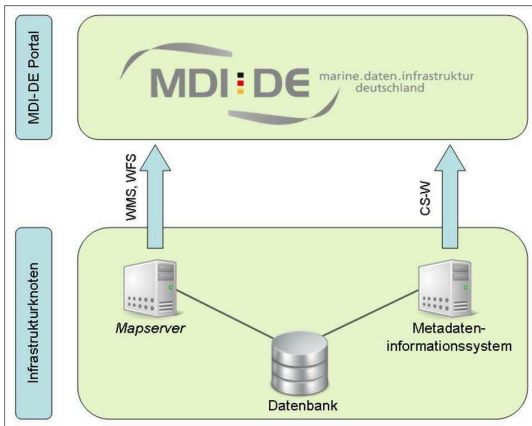 MDI-DE Portal
MDI:DE
marine.daten.infrastruktur
deutschland
WMS, WFS
CS-W
Infrastrukturknoten
Mapserver
Metadaten-
informationssystem
Datenbank